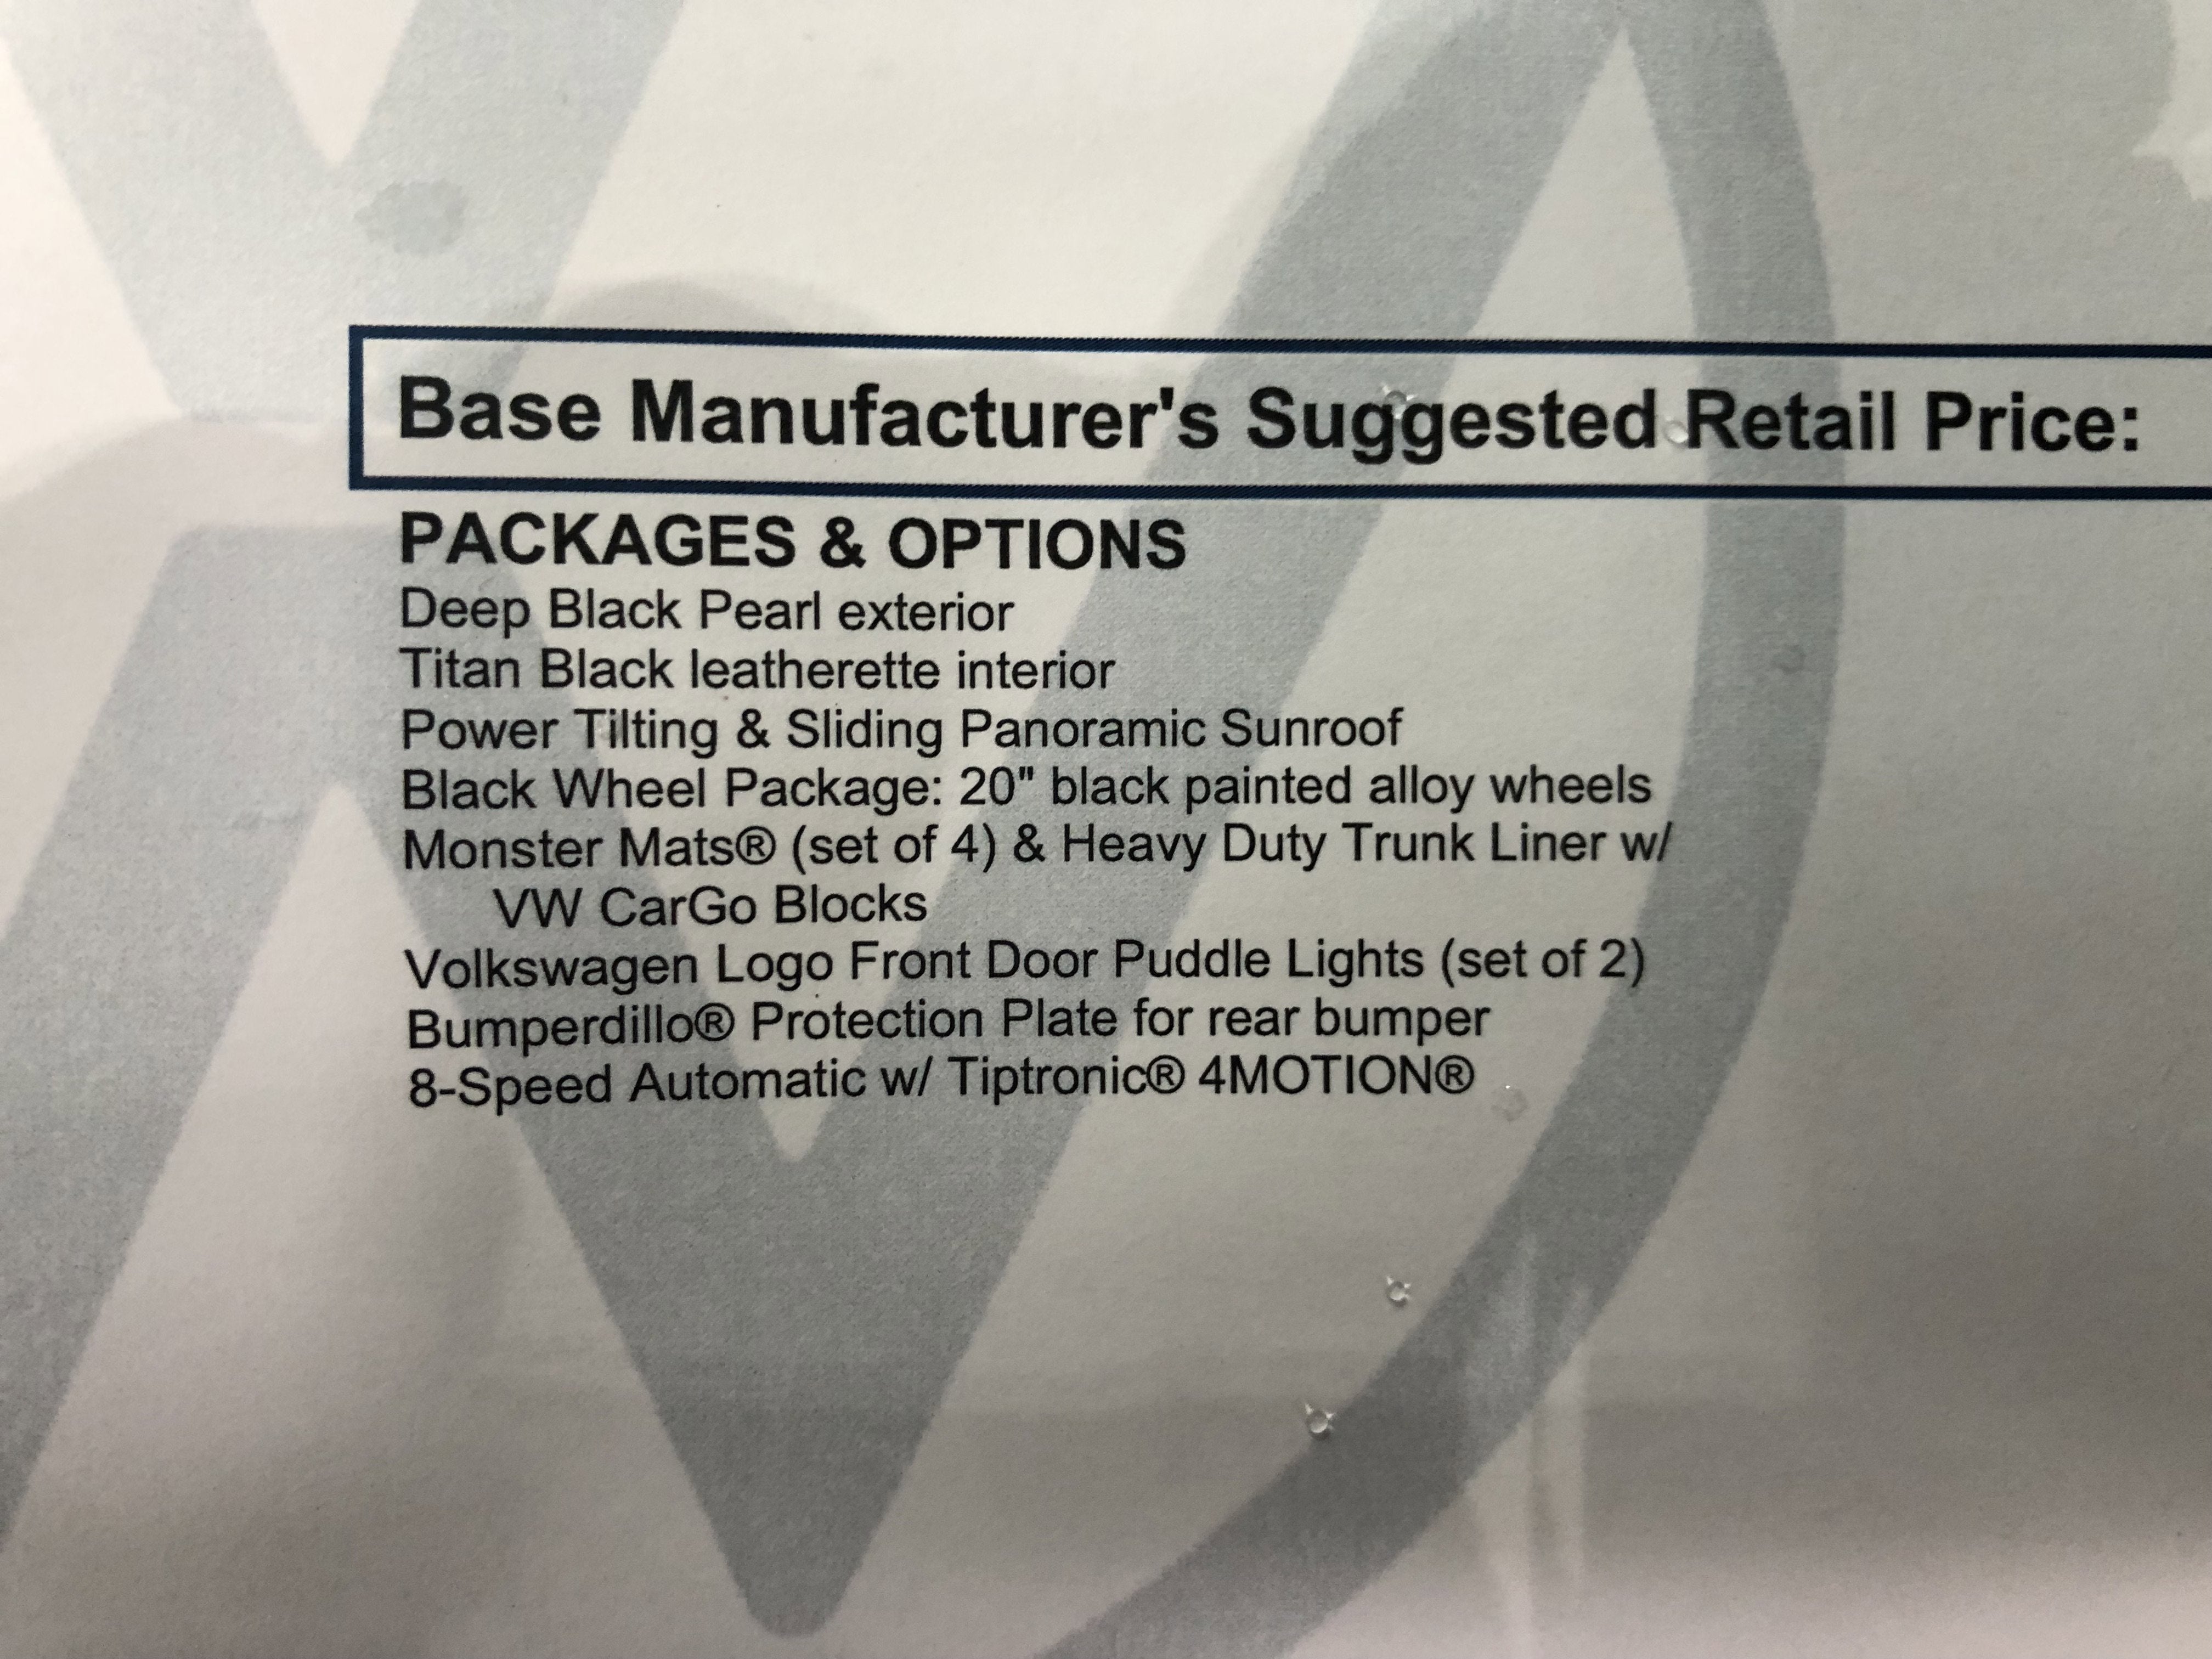 Base Manufacturer's Suggested Retail Price:
PACKAGES & OPTIONS
Deep Black Pearl exterior
Titan Black leatherette interior
Power Tilting & Sliding Panoramic Sunroof
Black Wheel Package: 20" black painted alloy wheels
Monster Mats® (set of 4) & Heavy Duty Trunk Liner w/
VW CarGo Blocks
Volkswagen Logo Front Door Puddle Lights (set of 2)
Bumperdillo® Protection Plate for rear bumper
8-Speed Automatic w/ Tiptronic® 4MOTION®